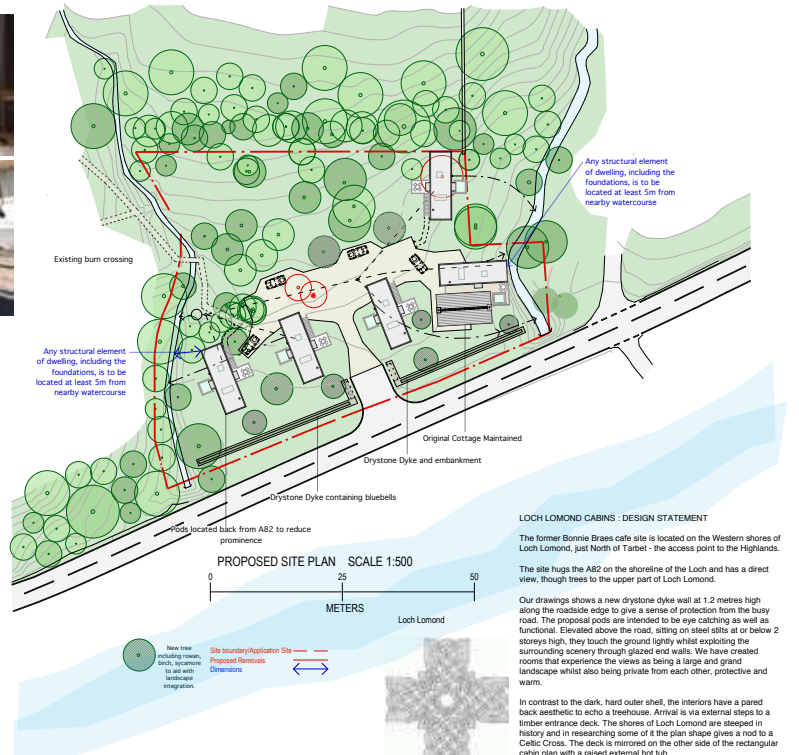 Any structural element
of dwelling, including the
foundations, is to be
located at least 5m from
nearby watercourse
Existing burn crossing
Any structural element
of dwelling, including the
foundations, is to be
located at least 5m from
nearby watercourse
Original Cottage Maintained
Drystone Dyke and embankment
Drystone Dyke containing bluebells
Pods located back from A82 to reduce
prominence
PROPOSED SITE PLAN SCALE 1:500
0 25 50
METERS
Loch Lomond
New tree
including rowan,
birch, sycamore
to aid with
landscape
integration.
Site boundary/Application Site
Proposed Removals
Dimensions
LOCH LOMOND CABINS : DESIGN STATEMENT
The former Bonnie Braes cafe site is located on the Western shores of
Loch Lomond, just North of Tarbet - the access point to the Highlands.
The site hugs the A82 on the shoreline of the Loch and has a direct
view, though trees to the upper part of Loch Lomond.
Our drawings shows a new drystone dyke wall at 1.2 metres high
along the roadside edge to give a sense of protection from the busy
road. The proposal pods are intended to be eye catching as well as
functional. Elevated above the road, sitting on steel stilts at or below 2
storeys high, they touch the ground lightly whilst exploiting the
surrounding scenery through glazed end walls. We have created
rooms that experience the views as being a large and grand
landscape whilst also being private from each other, protective and
warm.
In contrast to the dark, hard outer shell, the interiors have a pared
back aesthetic to echo a treehouse. Arrival is via external steps to a
timber entrance deck. The shores of Loch Lomond are steeped in
history and in researching some of it the plan shape gives a nod to a
Celtic Cross. The deck is mirrored on the other side of the rectangular
cabin plan with a raised external hot tub.